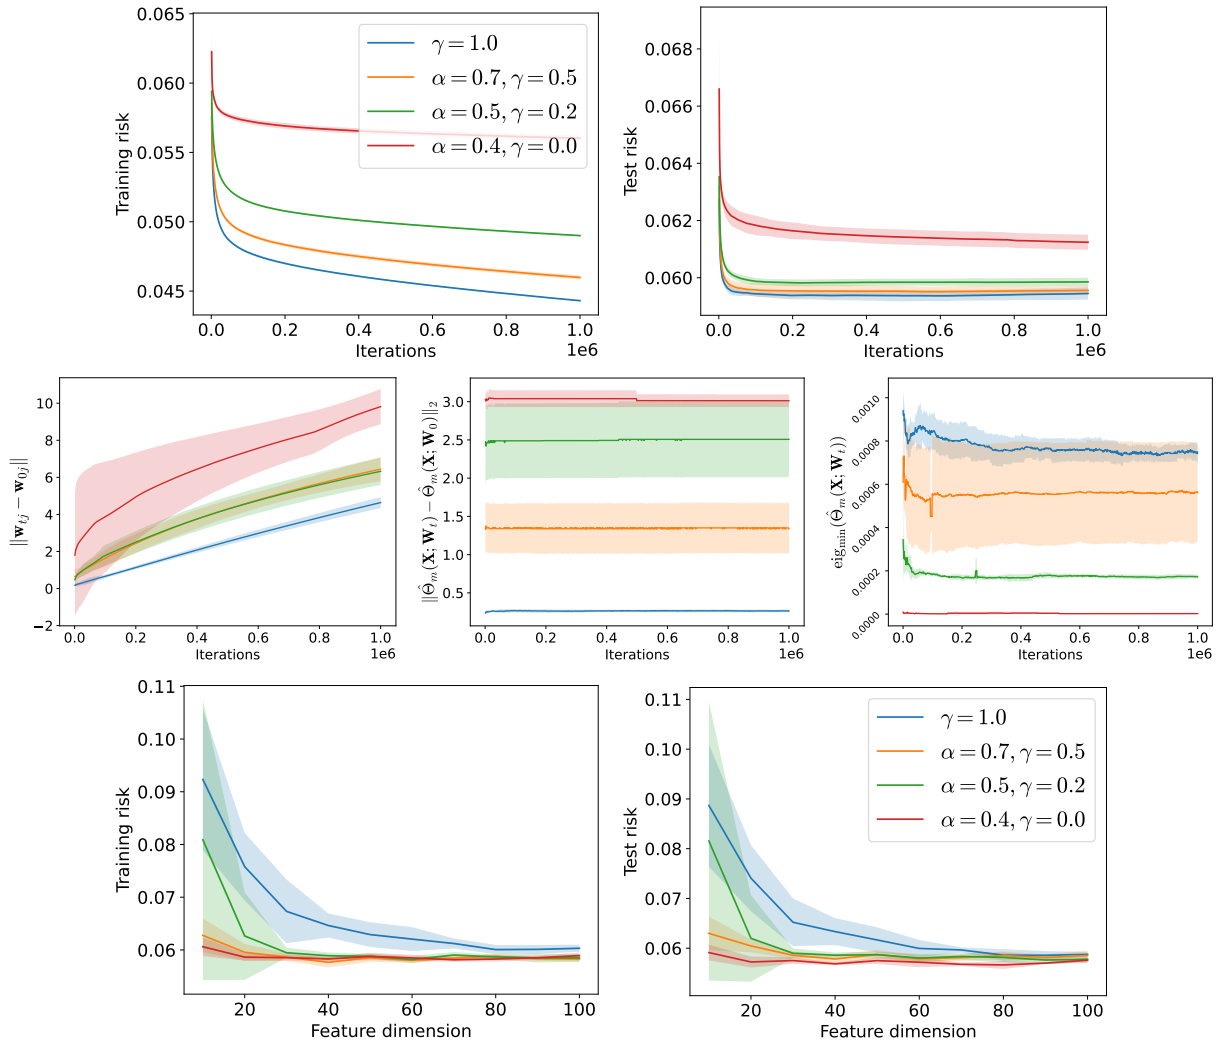 0.065
0.060
0.055
0.050
0.045
Training risk
γ = 1.0
α = 0.7, γ = 0.5
α = 0.5, γ = 0.2
α = 0.4, γ = 0.0
0.0 0.2 0.4 0.6 0.8 1.0
Iterations
1e6
0.068
0.066
0.064
0.062
0.060
Test risk
0.0 0.2 0.4 0.6 0.8 1.0
Iterations
1e6
10
8
6
4
2
0
−2
||w_{tj} − w_{0j}||
0.0 0.2 0.4 0.6 0.8 1.0
Iterations
1e6
3.0
2.5
2.0
1.5
1.0
0.5
||Θ̂_m(X; W_t) − Θ̂_m(X; W_0)||_2
0.0 0.2 0.4 0.6 0.8 1.0
Iterations
1e6
0.0010
0.0008
0.0006
0.0004
0.0002
0.0000
eig_min(Θ̂_m(X; W_t))
0.0 0.2 0.4 0.6 0.8 1.0
Iterations
1e6
0.11
0.10
0.09
0.08
0.07
0.06
Training risk
20 40 60 80 100
Feature dimension
0.11
0.10
0.09
0.08
0.07
0.06
Test risk
γ = 1.0
α = 0.7, γ = 0.5
α = 0.5, γ = 0.2
α = 0.4, γ = 0.0
20 40 60 80 100
Feature dimension